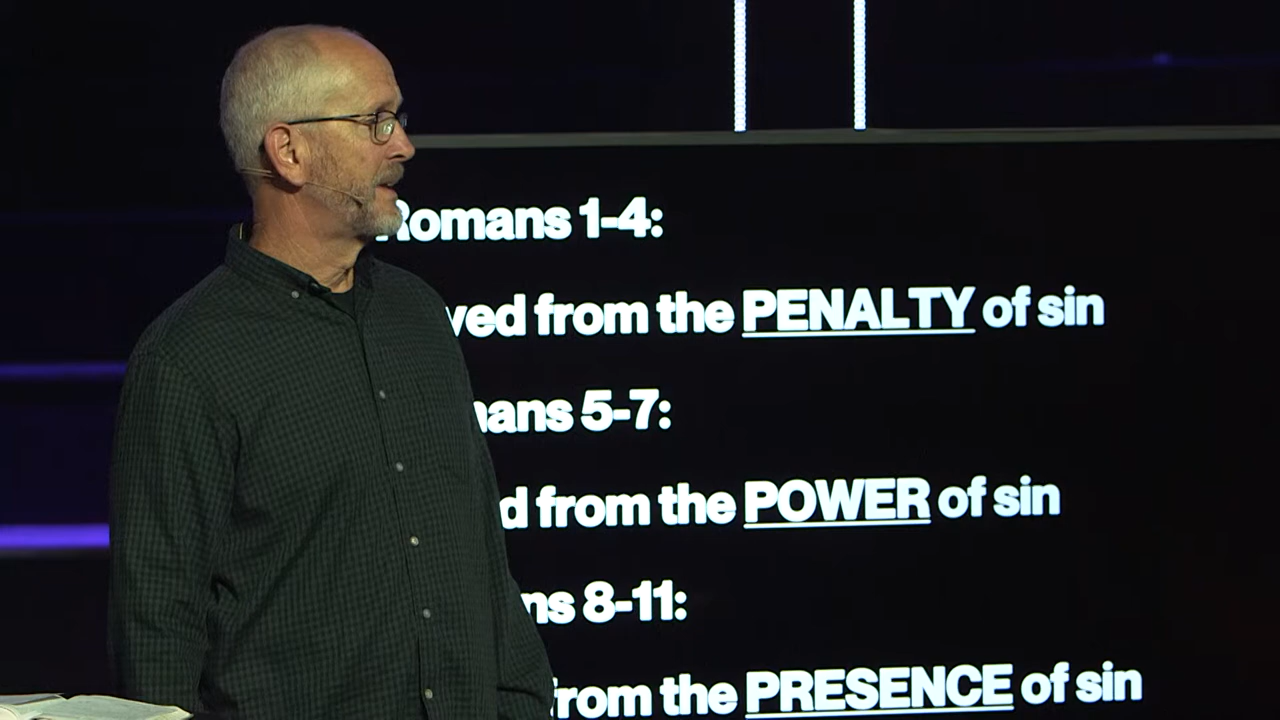 Romans 1-4:
ved from the PENALTY of sin
mans 5-7:
d from the POWER of sin
ns 8-11:
from the PRESENCE of sin